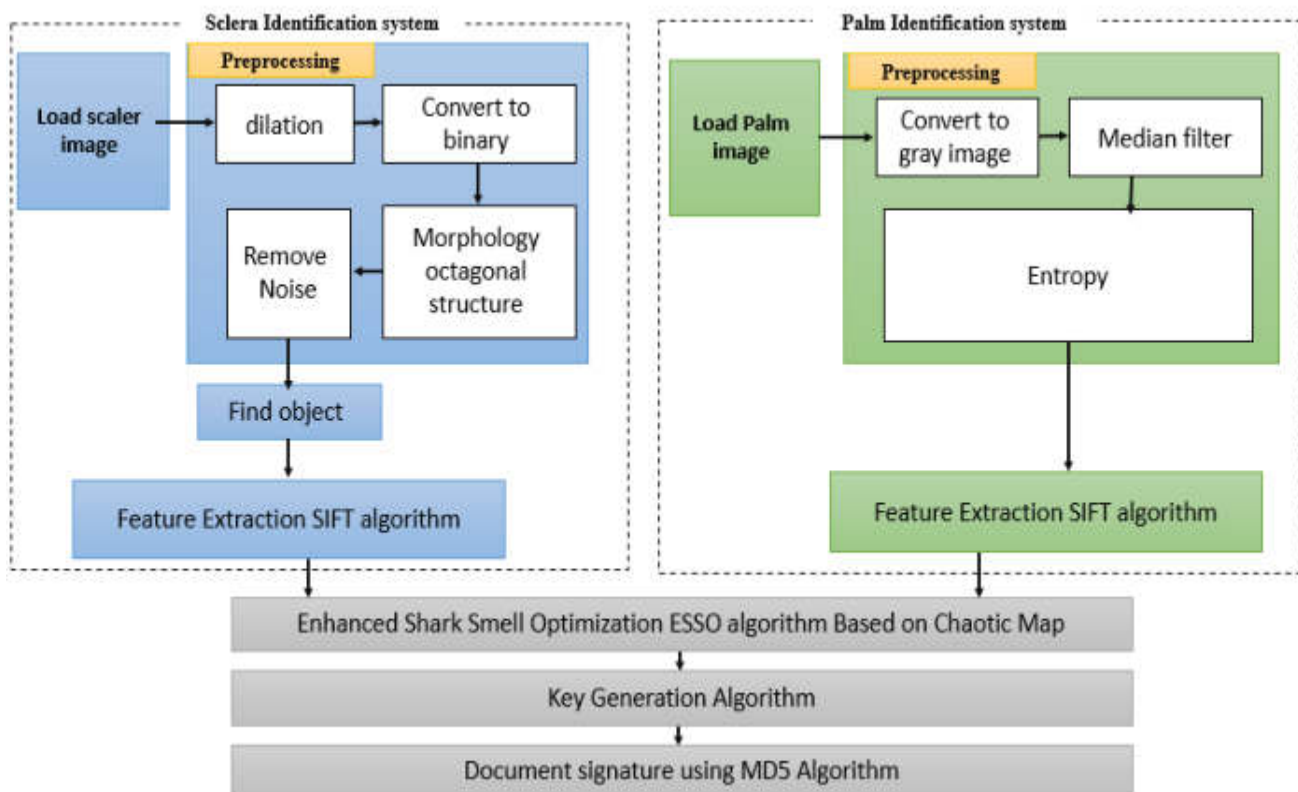 Sclera Identification system
Preprocessing
Load scaler
image
dilation
Convert to
binary
Remove
Noise
Morphology
octagonal
structure
Find object
Feature Extraction SIFT algorithm
Palm Identification system
Preprocessing
Load Palm
image
Convert to
gray image
Median filter
Entropy
Feature Extraction SIFT algorithm
Enhanced Shark Smell Optimization ESSO algorithm Based on Chaotic Map
Key Generation Algorithm
Document signature using MD5 Algorithm